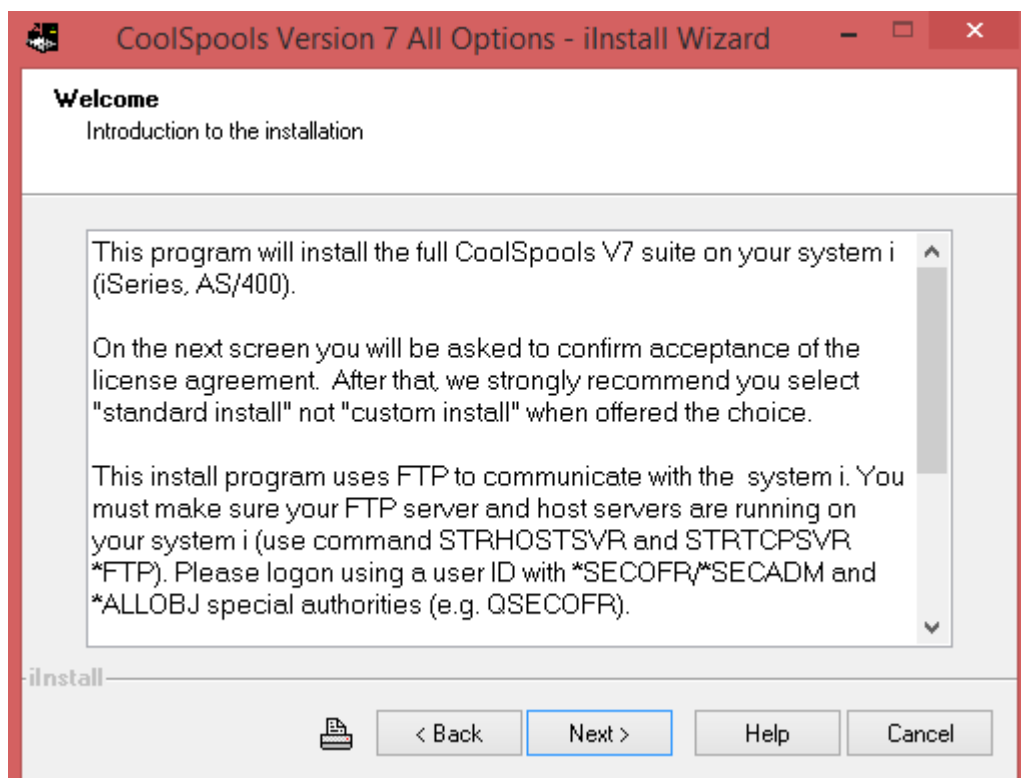 CoolSpools Version 7 All Options - iInstall Wizard
Welcome
Introduction to the installation
This program will install the full CoolSpools V7 suite on your system i
(iSeries, AS/400).
On the next screen you will be asked to confirm acceptance of the
license agreement.  After that, we strongly recommend you select
"standard install" not "custom install" when offered the choice.
This install program uses FTP to communicate with the  system i. You
must make sure your FTP server and host servers are running on
your system i (use command STRHOSTSVR and STRTCPSVR
*FTP). Please logon using a user ID with *SECOFR/*SECADM and
*ALLOBJ special authorities (e.g. QSECOFR).
iInstall
< Back
Next >
Help
Cancel